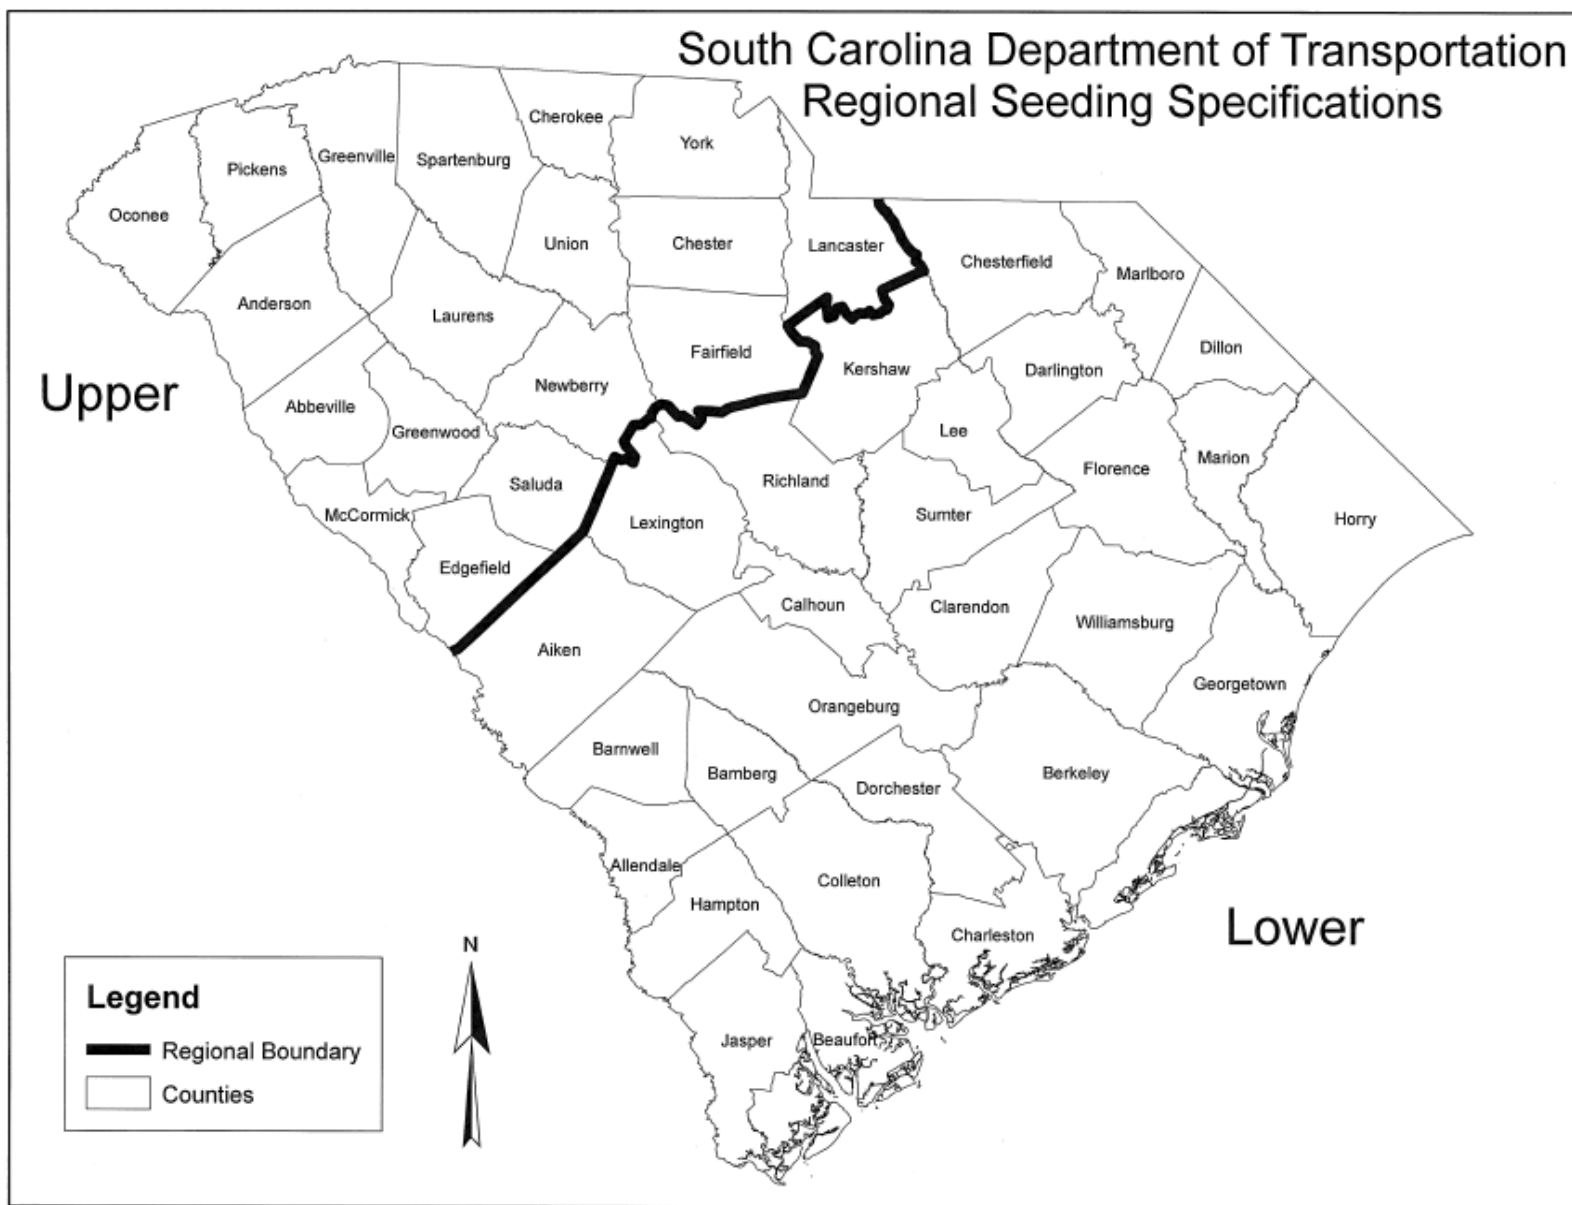 South Carolina Department of Transportation
Regional Seeding Specifications
Cherokee
York
Greenville
Spartenburg
Pickens
Oconee
Union
Chester
Lancaster
Chesterfield
Marlboro
Anderson
Laurens
Fairfield
Dillon
Kershaw
Darlington
Upper
Newberry
Abbeville
Greenwood
Lee
Marion
Florence
Saluda
Richland
McCormick
Lexington
Sumter
Horry
Edgefield
Calhoun
Clarendon
Williamsburg
Aiken
Georgetown
Orangeburg
Barnwell
Bamberg
Berkeley
Dorchester
Allendale
Colleton
Hampton
Charleston
Lower
N
Legend
Regional Boundary
Counties
Jasper
Beaufort